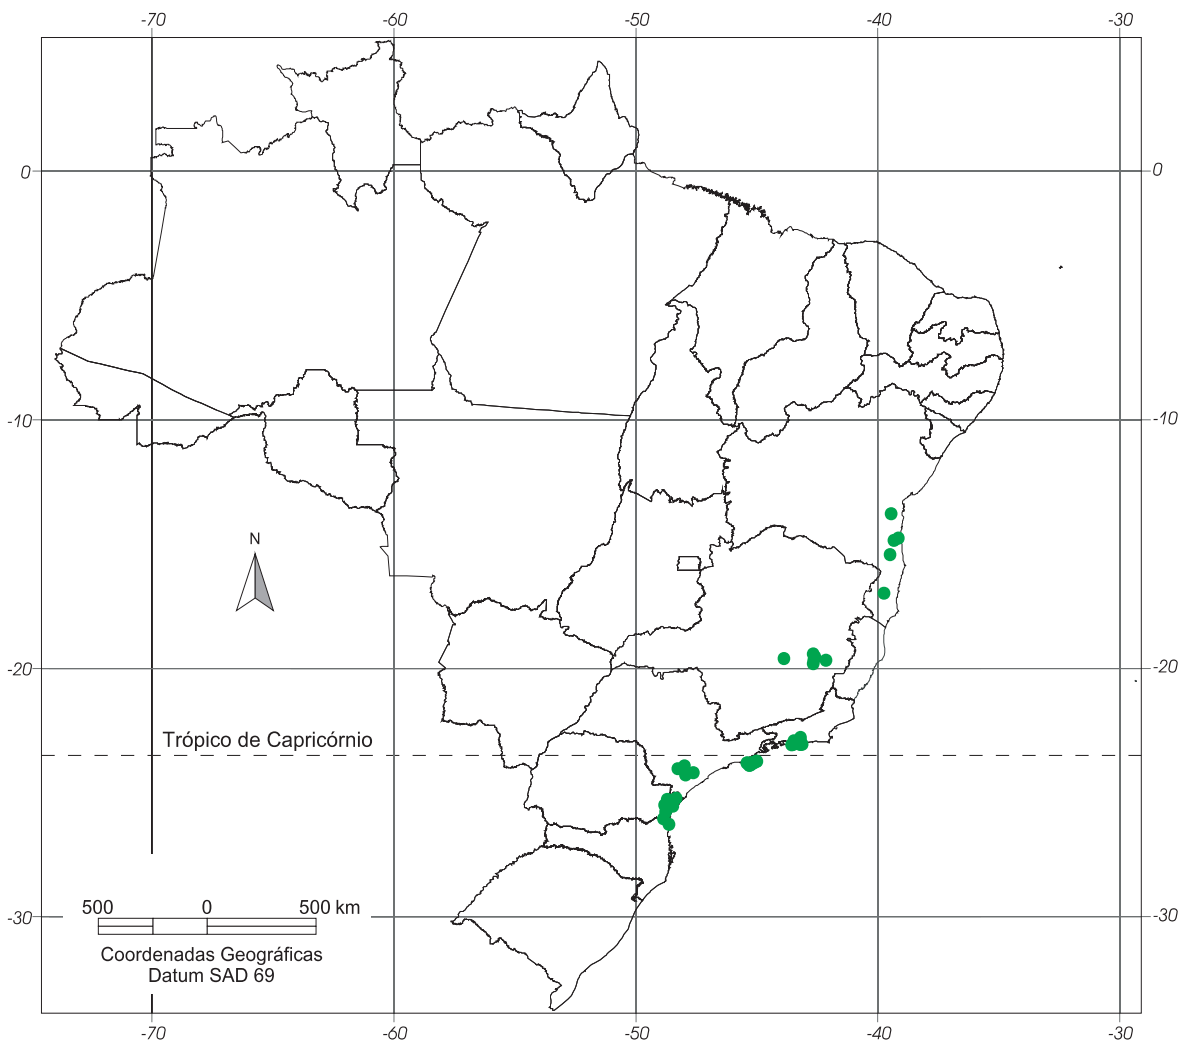 -70 -60 -50 -40 -30
0 0
-10 -10
N
-20 -20
Trópico de Capricórnio
500 0 500 km
-30 -30
Coordenadas Geográficas
Datum SAD 69
-70 -60 -50 -40 -30